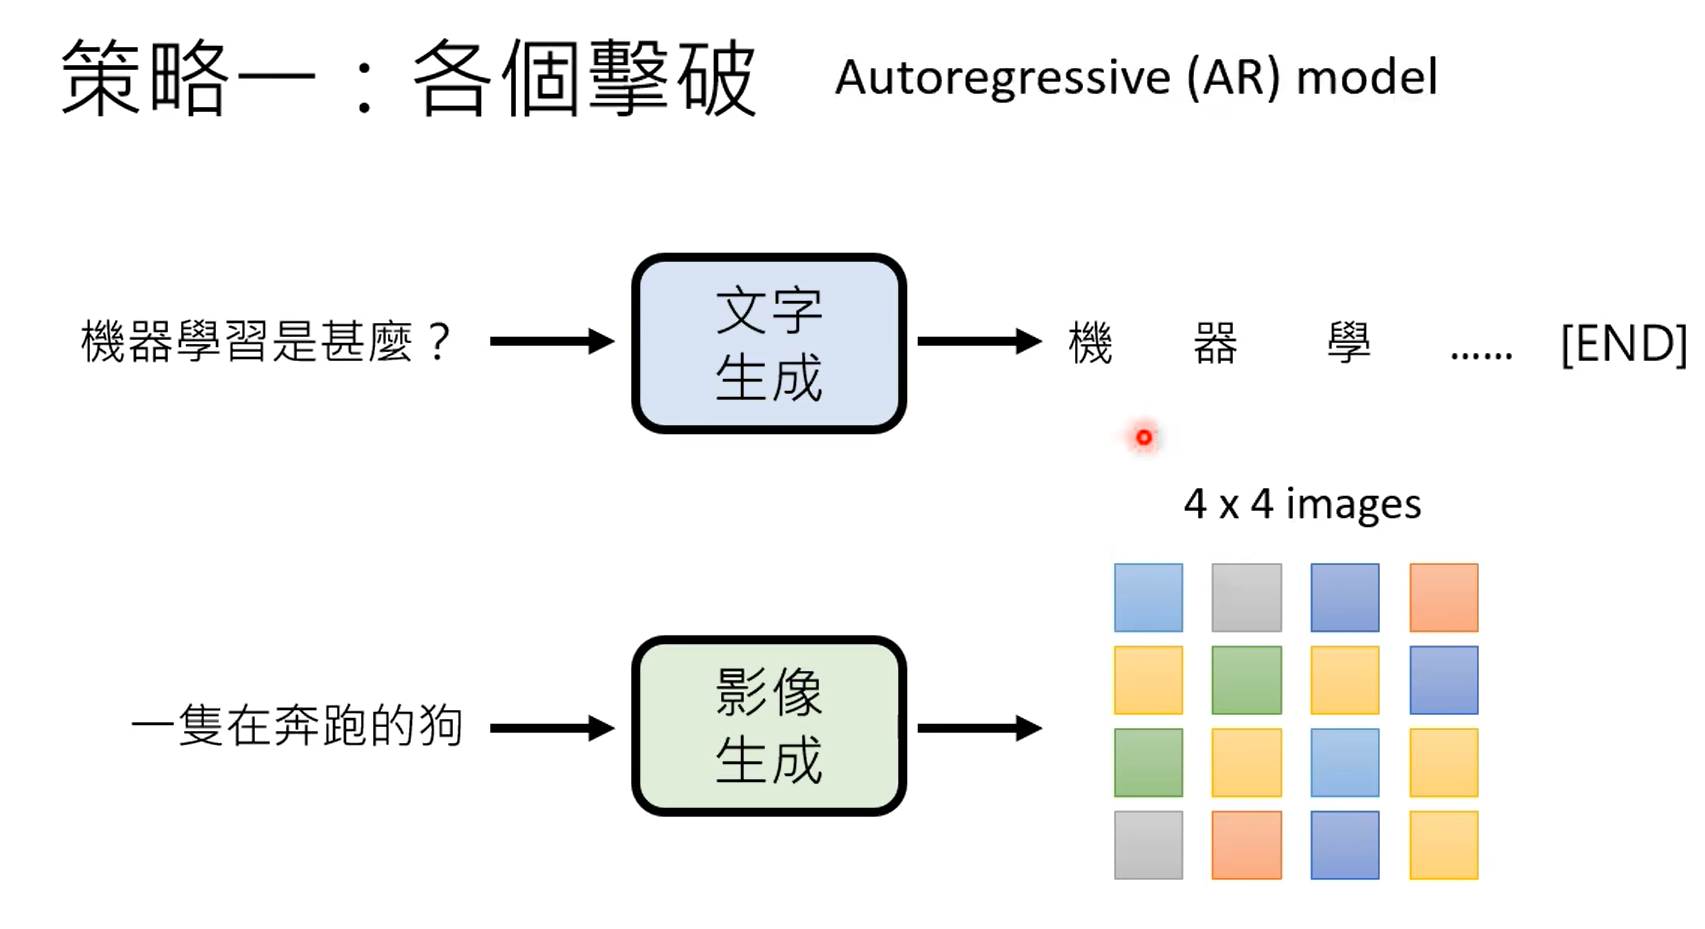 策略一：各個擊破 Autoregressive (AR) model
機器學習是甚麼？
文字
生成
機 器 學 …… [END]
4 x 4 images
一隻在奔跑的狗
影像
生成